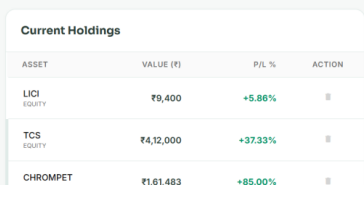 Current Holdings
ASSET VALUE (₹) P/L % ACTION
LICI
EQUITY
₹9,400 +5.86%
TCS
EQUITY
₹4,12,000 +37.33%
CHROMPET
₹1,61,483 +85.00%